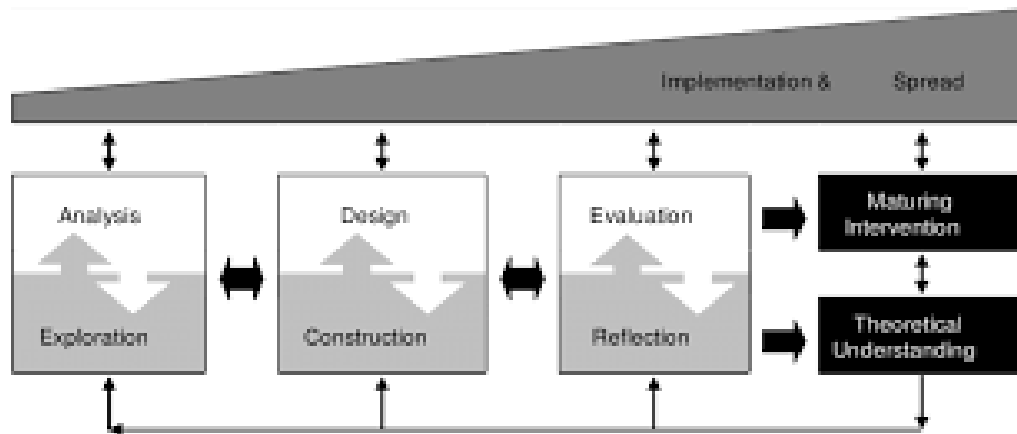 Implementation & Spread
Analysis
Exploration
Design
Construction
Evaluation
Reflection
Maturing
Intervention
Theoretical
Understanding